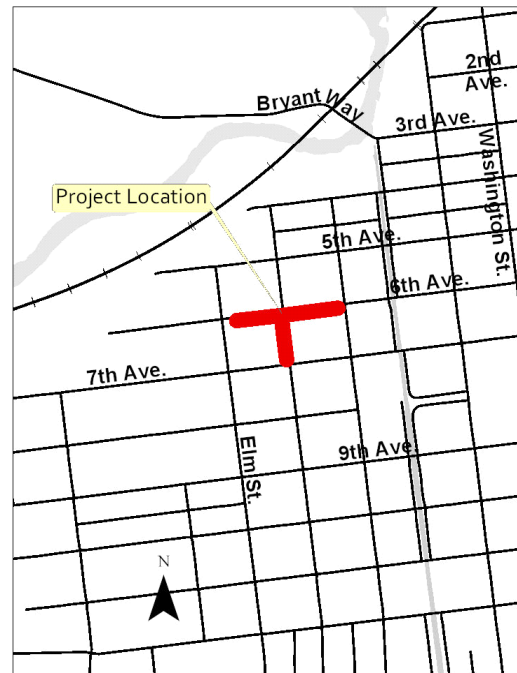 2nd
Ave.
Bryant Way
3rd Ave.
Washington St.
Project Location
5th Ave.
6th Ave.
7th Ave.
Elm St.
9th Ave.
N